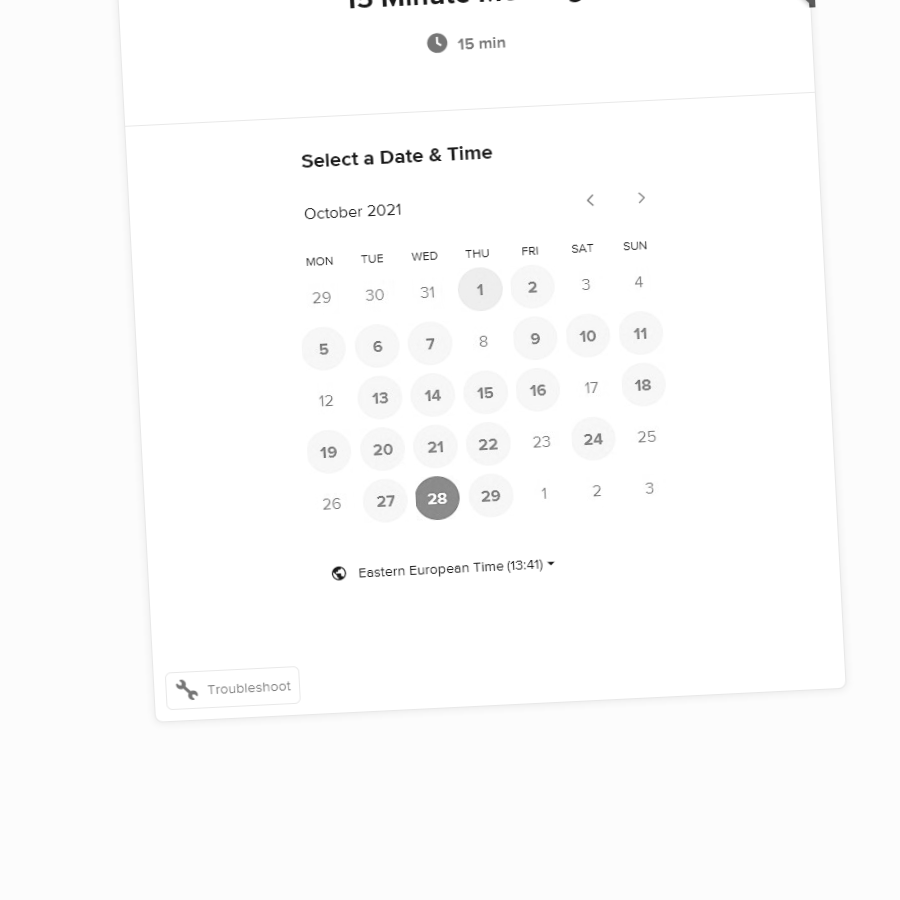 15 Minute
15 min
Select a Date & Time
October 2021
MON TUE WED THU FRI SAT SUN
29 30 31 1 2 3 4
5 6 7 8 9 10 11
12 13 14 15 16 17 18
19 20 21 22 23 24 25
26 27 28 29 1 2 3
Eastern European Time (13:41)
Troubleshoot